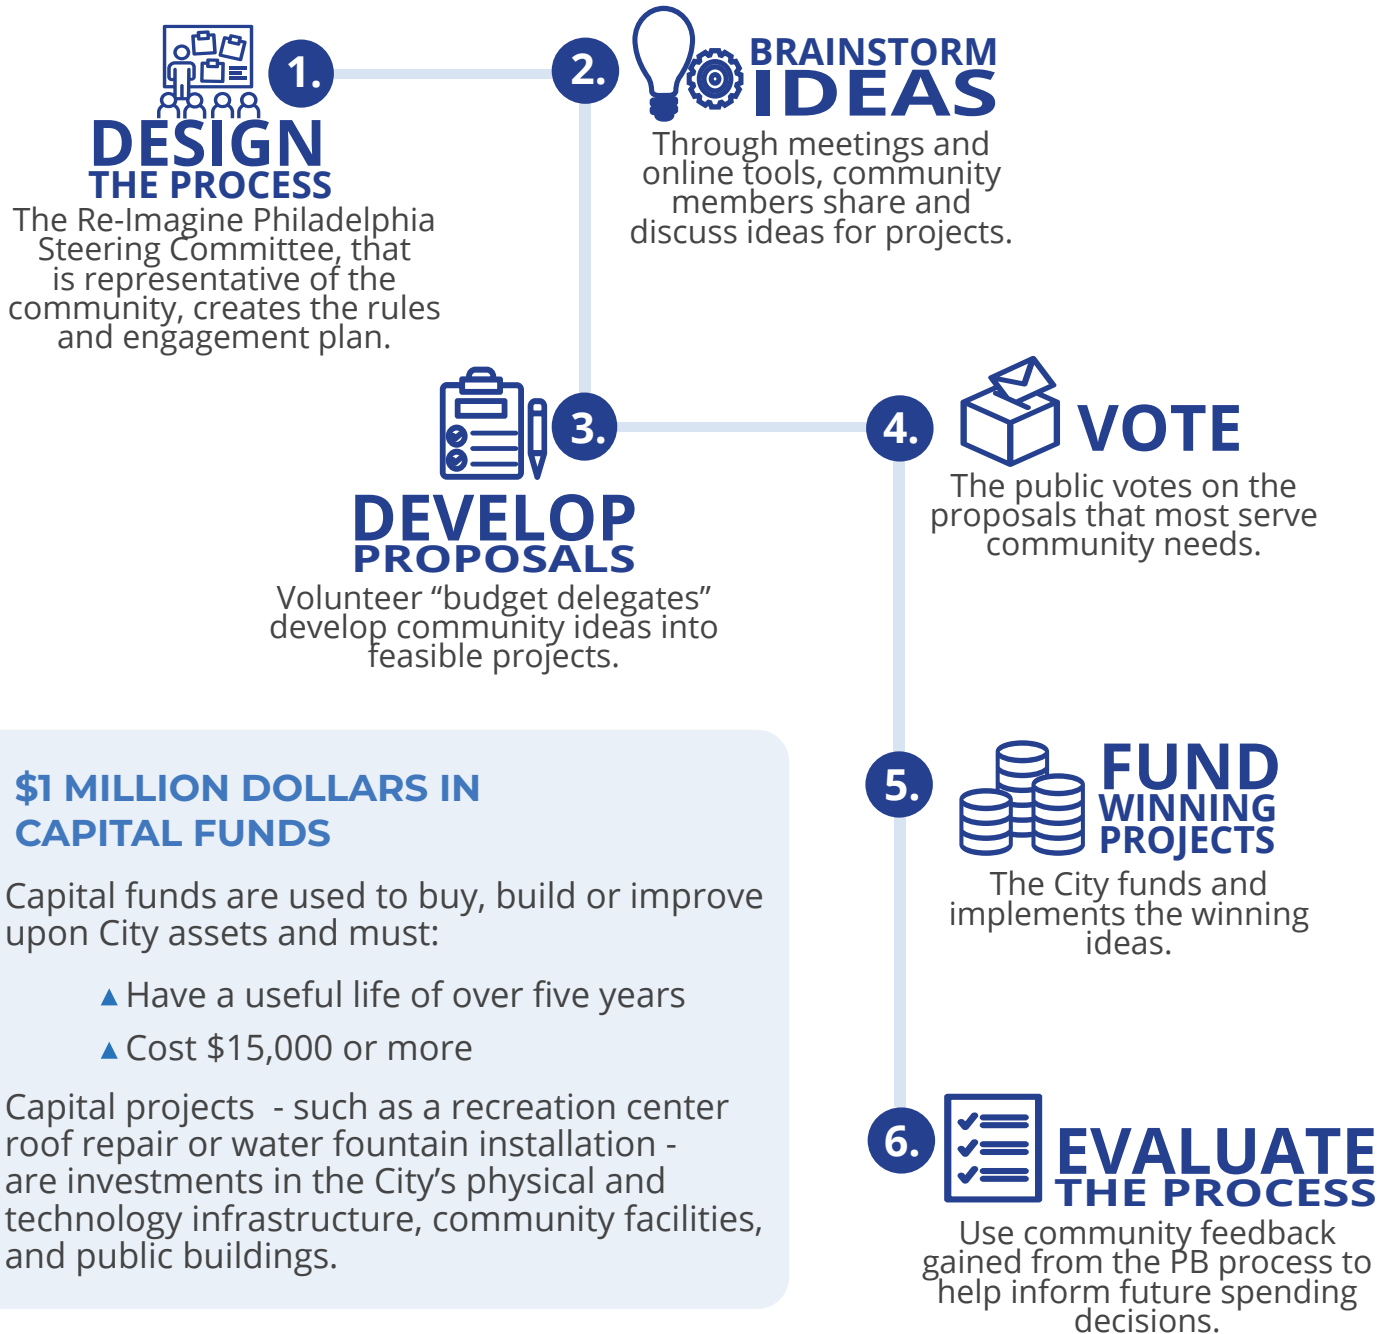 1.
DESIGN
THE PROCESS
The Re-Imagine Philadelphia
Steering Committee, that
is representative of the
community, creates the rules
and engagement plan.
2.
BRAINSTORM
IDEAS
Through meetings and
online tools, community
members share and
discuss ideas for projects.
3.
DEVELOP
PROPOSALS
Volunteer “budget delegates”
develop community ideas into
feasible projects.
4.
VOTE
The public votes on the
proposals that most serve
community needs.
5.
FUND
WINNING
PROJECTS
The City funds and
implements the winning
ideas.
6.
EVALUATE
THE PROCESS
Use community feedback
gained from the PB process to
help inform future spending
decisions.
$1 MILLION DOLLARS IN
CAPITAL FUNDS
Capital funds are used to buy, build or improve
upon City assets and must:
▲ Have a useful life of over five years
▲ Cost $15,000 or more
Capital projects - such as a recreation center
roof repair or water fountain installation -
are investments in the City’s physical and
technology infrastructure, community facilities,
and public buildings.